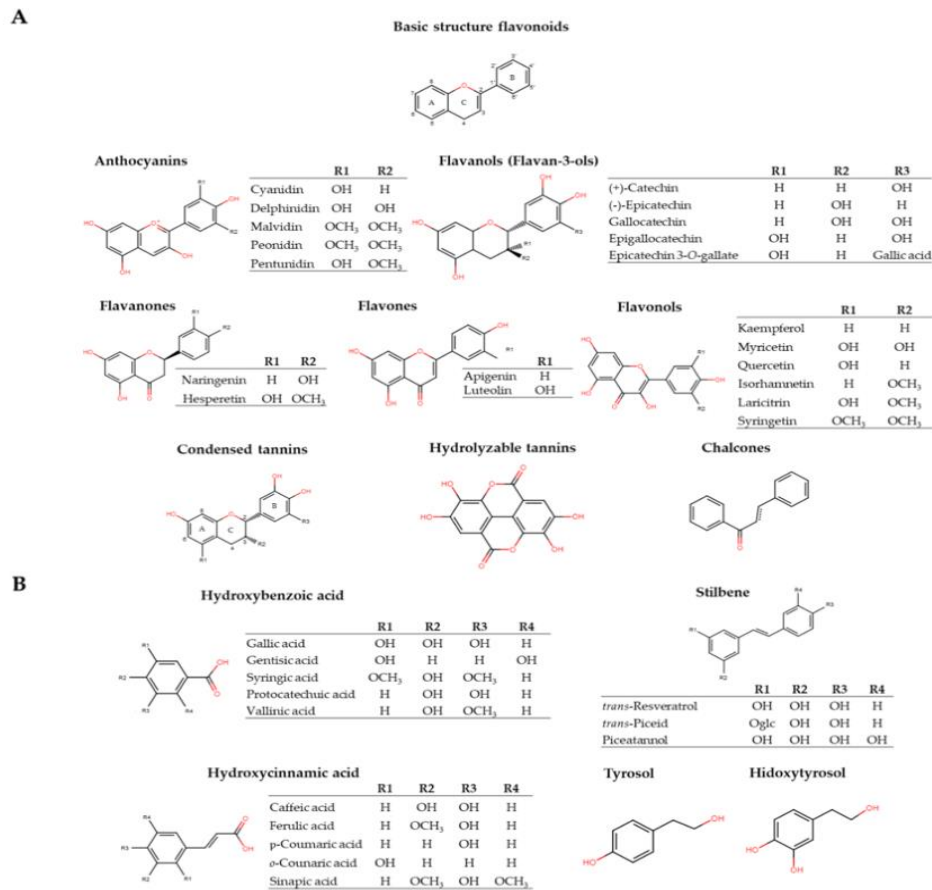 A
Basic structure flavonoids
Anthocyanins
R1 R2
Cyanidin OH H
Delphinidin OH OH
Malvidin OCH₃ OCH₃
Peonidin OCH₃ OCH₃
Pentunidin OH OCH₃
Flavanols (Flavan-3-ols)
R1 R2 R3
(+)-Catechin H H OH
(-)-Epicatechin H OH H
Gallocatechin H OH OH
Epigallocatechin OH H OH
Epicatechin 3-O-gallate OH H Gallic acid
Flavanones
R1 R2
Naringenin H OH
Hesperetin OH OCH₃
Flavones
R1
Apigenin H
Luteolin OH
Flavonols
R1 R2
Kaempferol H H
Myricetin OH OH
Quercetin OH H
Isorhamnetin H OCH₃
Laricitrin OH OCH₃
Syringetin OCH₃ OCH₃
Condensed tannins
Hydrolyzable tannins
Chalcones
B
Hydroxybenzoic acid
R1 R2 R3 R4
Gallic acid OH OH OH H
Gentisic acid OH H H OH
Syringic acid OCH₃ OH OCH₃ H
Protocatechuic acid H OH OH H
Vallinic acid H OH OCH₃ H
Stilbene
R1 R2 R3 R4
trans-Resveratrol OH OH OH H
trans-Piceid Oglc OH OH H
Piceatannol OH OH OH OH
Hydroxycinnamic acid
R1 R2 R3 R4
Caffeic acid H OH OH H
Ferulic acid H OCH₃ OH H
p-Coumaric acid H H OH H
o-Counaric acid OH H H H
Sinapic acid H OCH₃ OH OCH₃
Tyrosol
Hidoxytyrosol